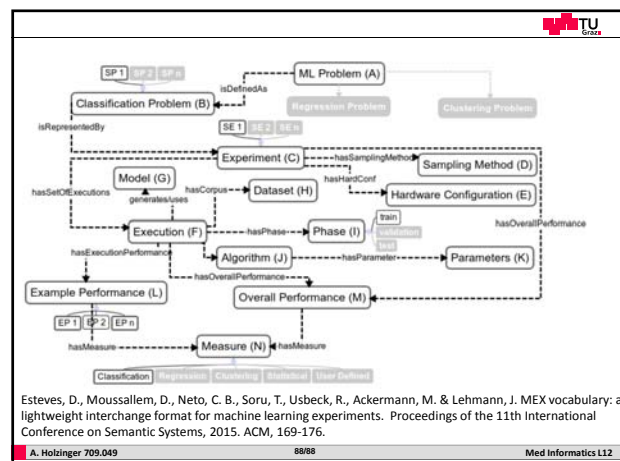 TU
Graz
SP 1 SP 2 SP n
ML Problem (A)
isDefinedAs
Classification Problem (B)
Regression Problem
Clustering Problem
isRepresentedBy
SE 1 SE 2 SE n
Experiment (C)
hasSamplingMethod
Sampling Method (D)
hasHardConf
Model (G)
hasSetOfExecutions
hasCorpus
Dataset (H)
Hardware Configuration (E)
generates/uses
hasOverallPerformance
train
Execution (F)
hasPhase
Phase (I)
validation
test
hasExecutionPerformance
Algorithm (J)
hasParameter
Parameters (K)
hasOverallPerformance
Example Performance (L)
Overall Performance (M)
EP 1 EP 2 EP n
hasMeasure
Measure (N)
hasMeasure
Classification Regression Clustering Statistical User Defined
Esteves, D., Moussallem, D., Neto, C. B., Soru, T., Usbeck, R., Ackermann, M. & Lehmann, J. MEX vocabulary: a
lightweight interchange format for machine learning experiments. Proceedings of the 11th International
Conference on Semantic Systems, 2015. ACM, 169-176.
A. Holzinger 709.049 88/88 Med Informatics L12